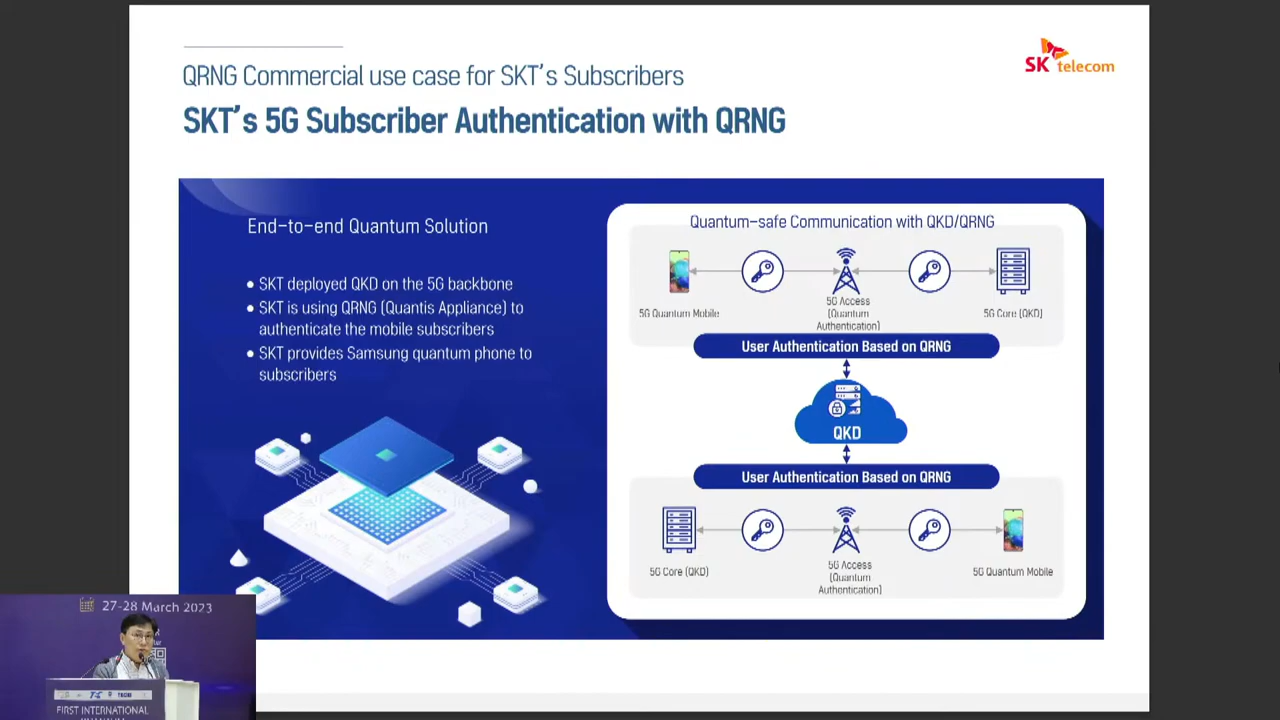 QRNG Commercial use case for SKT's Subscribers
SK telecom
SKT's 5G Subscriber Authentication with QRNG
End-to-end Quantum Solution
• SKT deployed QKD on the 5G backbone
• SKT is using QRNG (Quantis Appliance) to
authenticate the mobile subscribers
• SKT provides Samsung quantum phone to
subscribers
Quantum-safe Communication with QKD/QRNG
5G Quantum Mobile
5G Access
(Quantum
Authentication)
5G Core (QKD)
User Authentication Based on QRNG
QKD
User Authentication Based on QRNG
5G Core (QKD)
5G Access
(Quantum
Authentication)
5G Quantum Mobile
27-28 March 2023
FIRST INTERNATIONAL